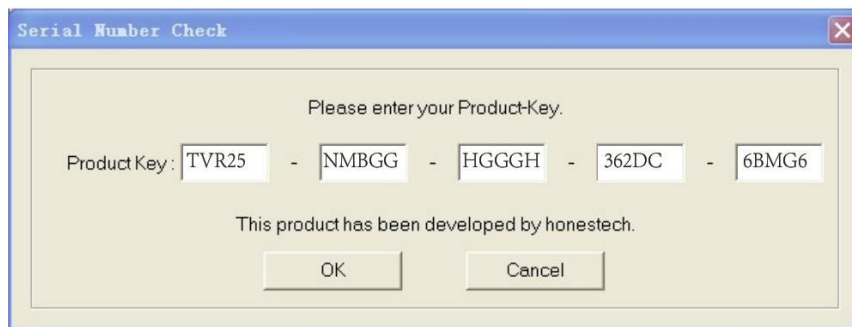 Serial Number Check
Please enter your Product-Key.
Product Key : TVR25 - NMBGG - HGGGH - 362DC - 6BMG6
This product has been developed by honestech.
OK Cancel